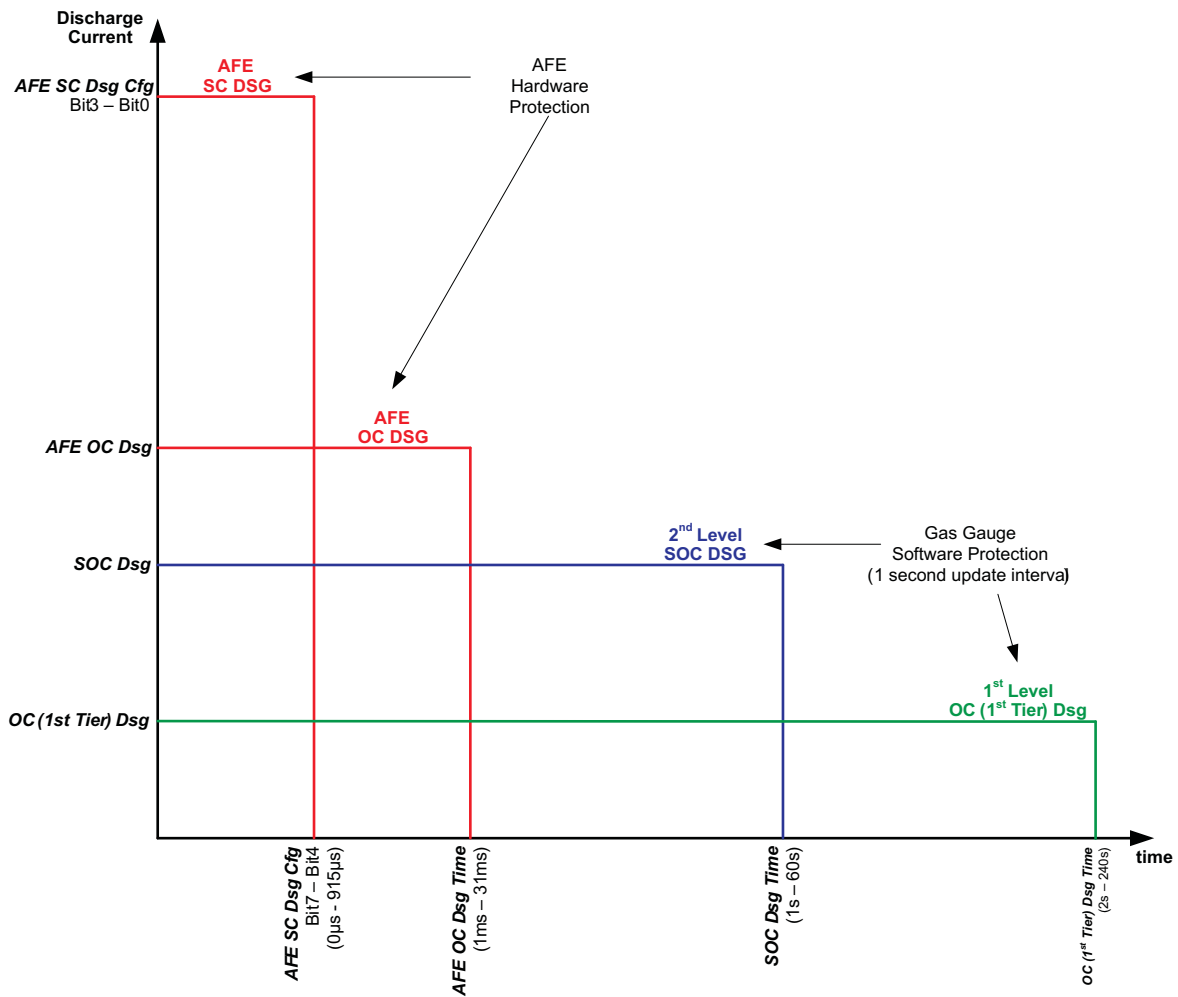 Discharge
Current
AFE SC Dsg Cfg
Bit3 – Bit0
AFE
SC DSG
AFE
Hardware
Protection
AFE OC Dsg
AFE
OC DSG
SOC Dsg
2nd Level
SOC DSG
Gas Gauge
Software Protection
(1 second update interval)
OC (1st Tier) Dsg
1st Level
OC (1st Tier) Dsg
time
AFE SC Dsg Cfg
Bit7 – Bit4
(0µs - 915µs)
AFE OC Dsg Time
(1ms – 31ms)
SOC Dsg Time
(1s – 60s)
OC (1st Tier) Dsg Time
(2s – 240s)